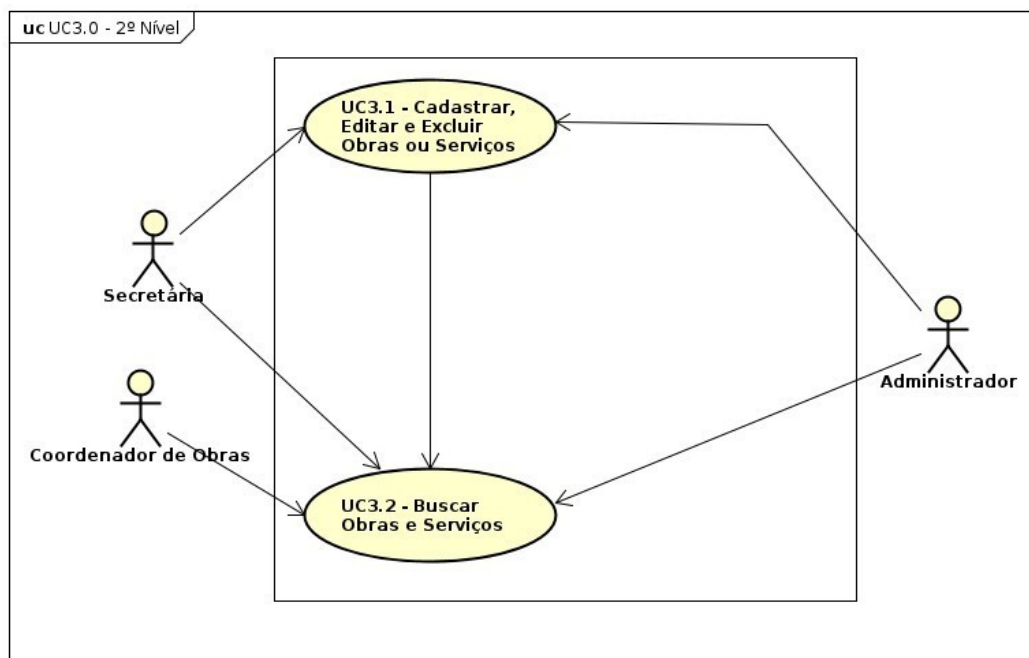 uc UC3.0 - 2º Nível
UC3.1 - Cadastrar,
Editar e Excluir
Obras ou Serviços
Secretária
Administrador
Coordenador de Obras
UC3.2 - Buscar
Obras e Serviços